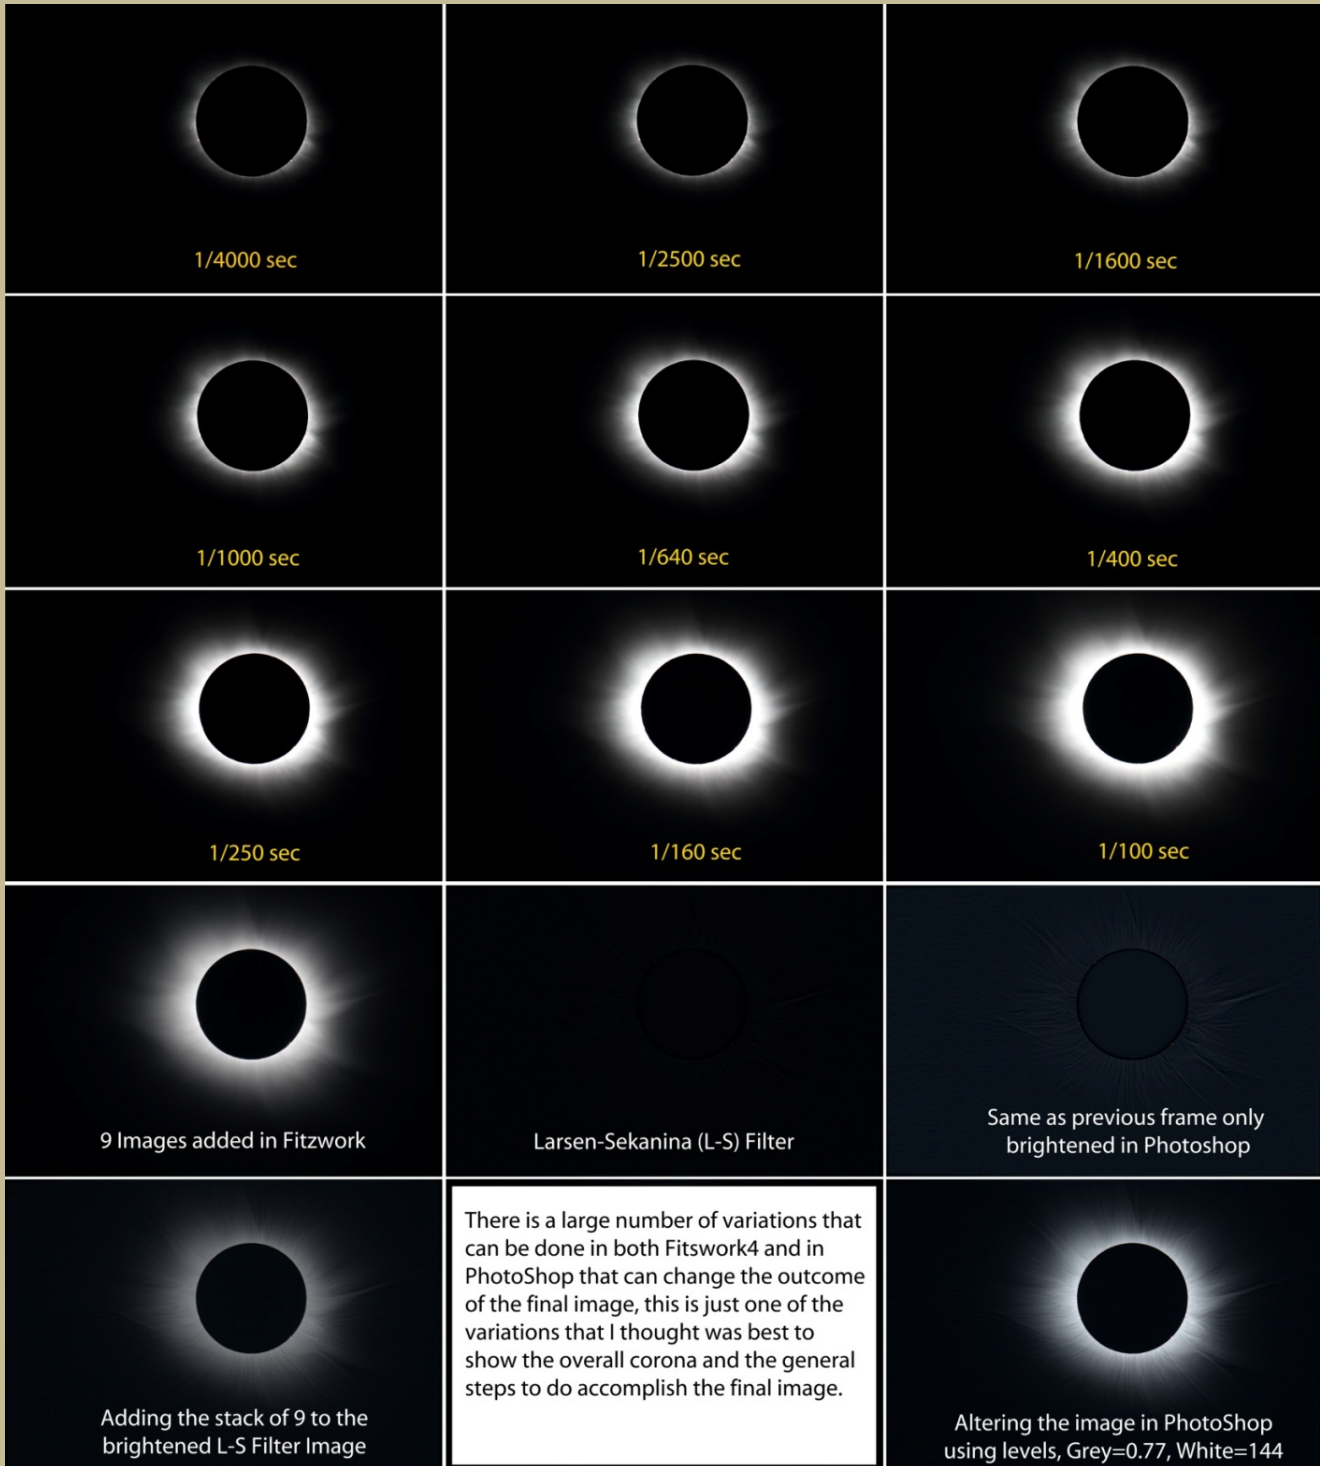 1/4000 sec
1/2500 sec
1/1600 sec
1/1000 sec
1/640 sec
1/400 sec
1/250 sec
1/160 sec
1/100 sec
9 Images added in Fitzwork
Larsen-Sekanina (L-S) Filter
Same as previous frame only
brightened in Photoshop
Adding the stack of 9 to the
brightened L-S Filter Image
There is a large number of variations that
can be done in both Fitswork4 and in
PhotoShop that can change the outcome
of the final image, this is just one of the
variations that I thought was best to
show the overall corona and the general
steps to do accomplish the final image.
Altering the image in PhotoShop
using levels, Grey=0.77, White=144